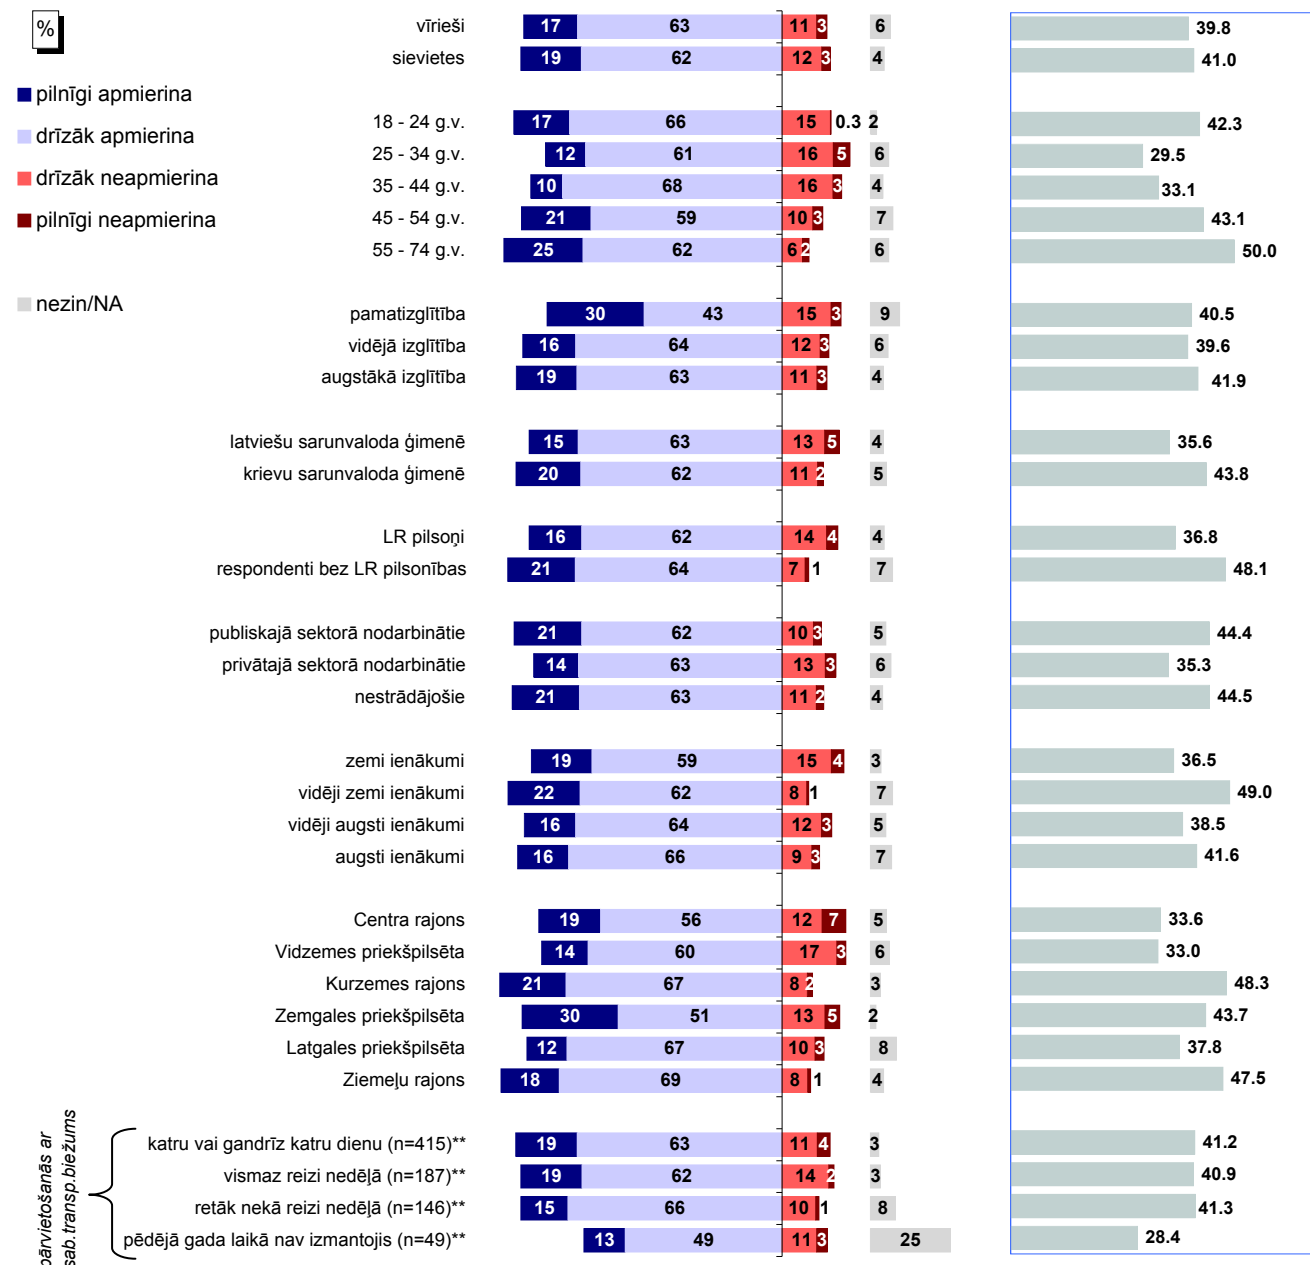 %
pilnīgi apmierina
drīzāk apmierina
drīzāk neapmierina
pilnīgi neapmierina
nezin/NA
vīrieši 17 63 11 3 6 39.8
sievietes 19 62 12 3 4 41.0
18 - 24 g.v. 17 66 15 0.3 2 42.3
25 - 34 g.v. 12 61 16 5 6 29.5
35 - 44 g.v. 10 68 16 3 4 33.1
45 - 54 g.v. 21 59 10 3 7 43.1
55 - 74 g.v. 25 62 6 2 6 50.0
pamatizglītība 30 43 15 3 9 40.5
vidējā izglītība 16 64 12 3 6 39.6
augstākā izglītība 19 63 11 3 4 41.9
latviešu sarunvaloda ģimenē 15 63 13 5 4 35.6
krievu sarunvaloda ģimenē 20 62 11 2 5 43.8
LR pilsoņi 16 62 14 4 4 36.8
respondenti bez LR pilsonības 21 64 7 1 7 48.1
publiskajā sektorā nodarbinātie 21 62 10 3 5 44.4
privātajā sektorā nodarbinātie 14 63 13 3 6 35.3
nestrādājošie 21 63 11 2 4 44.5
zemi ienākumi 19 59 15 4 3 36.5
vidēji zemi ienākumi 22 62 8 1 7 49.0
vidēji augsti ienākumi 16 64 12 3 5 38.5
augsti ienākumi 16 66 9 3 7 41.6
Centra rajons 19 56 12 7 5 33.6
Vidzemes priekšpilsēta 14 60 17 3 6 33.0
Kurzemes rajons 21 67 8 2 3 48.3
Zemgales priekšpilsēta 30 51 13 5 2 43.7
Latgales priekšpilsēta 12 67 10 3 8 37.8
Ziemeļu rajons 18 69 8 1 4 47.5
pārvietošanās ar
sab.transp.biežums
katru vai gandrīz katru dienu (n=415)** 19 63 11 4 3 41.2
vismaz reizi nedēļā (n=187)** 19 62 14 2 3 40.9
retāk nekā reizi nedēļā (n=146)** 15 66 10 1 8 41.3
pēdējā gada laikā nav izmantojis (n=49)** 13 49 11 3 25 28.4